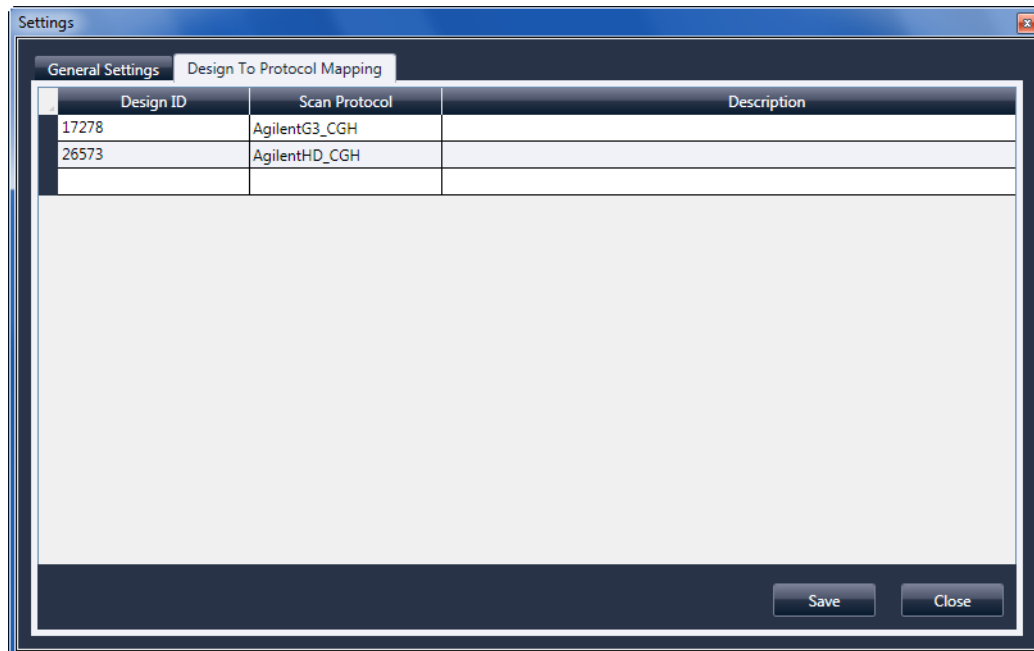 Settings
General Settings Design To Protocol Mapping
Design ID Scan Protocol Description
17278 AgilentG3_CGH
26573 AgilentHD_CGH
Save Close